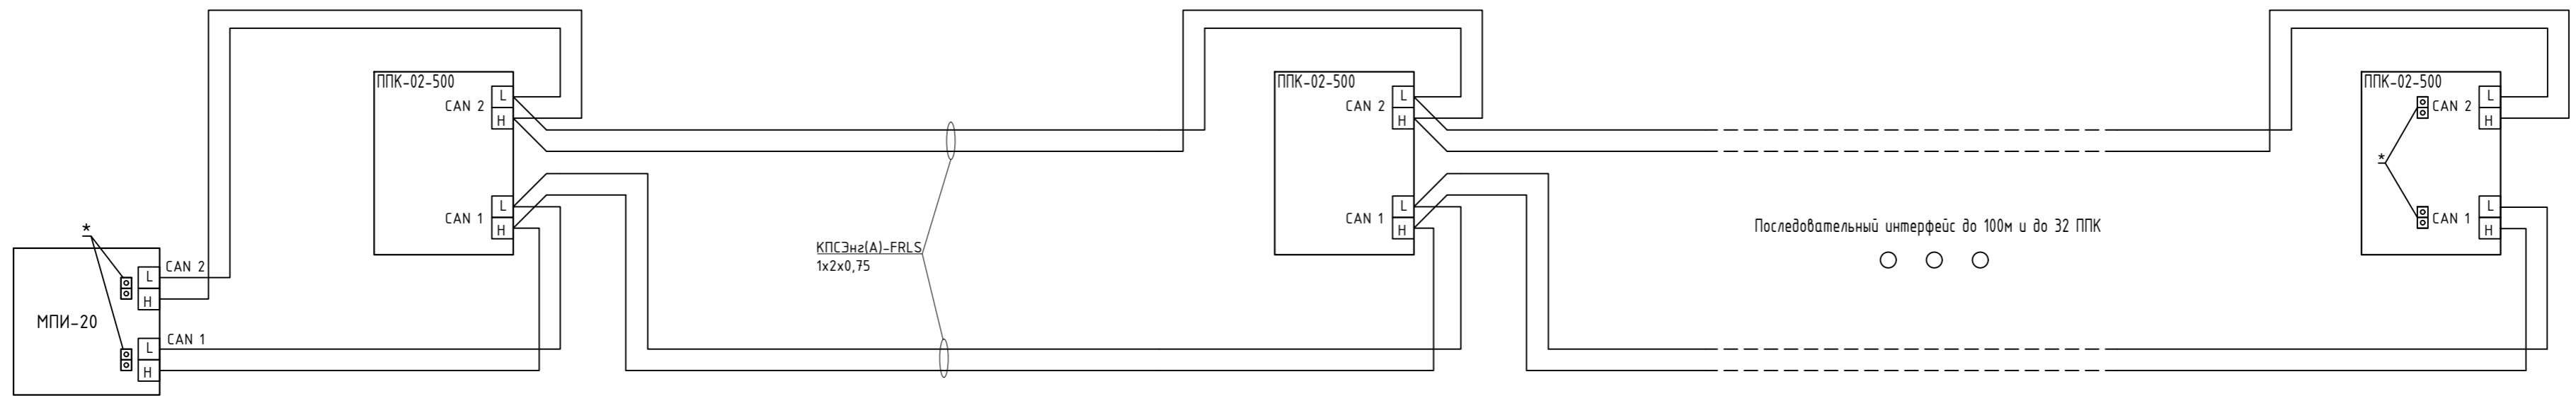 ППК-02-500
CAN 2
L
H
CAN 1
L
H
*
МПИ-20
CAN 2
L
H
CAN 1
L
H
КПСЭнг(А)-FRLS
1x2x0,75
ППК-02-500
CAN 2
L
H
CAN 1
L
H
Последовательный интерфейс до 100м и до 32 ППК
ППК-02-500
CAN 2
L
H
*
CAN 1
L
H